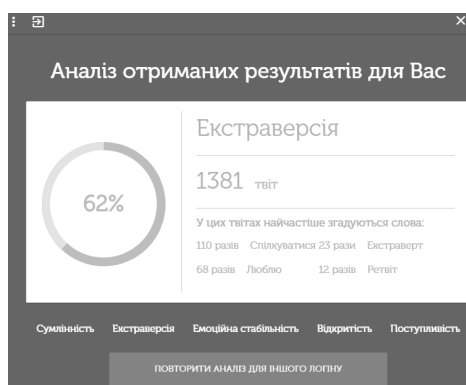 Аналіз отриманих результатів для Вас
Екстраверсія
1381 твіт
62%
У цих твітах найчастіше згадуються слова:
110 разів Спілкуватися 23 рази Екстраверт
68 разів Люблю 12 разів Ретвіт
Сумлінність Екстраверсія Емоційна стабільність Відкритість Поступливість
ПОВТОРИТИ АНАЛІЗ ДЛЯ ІНШОГО ЛОГІНУ